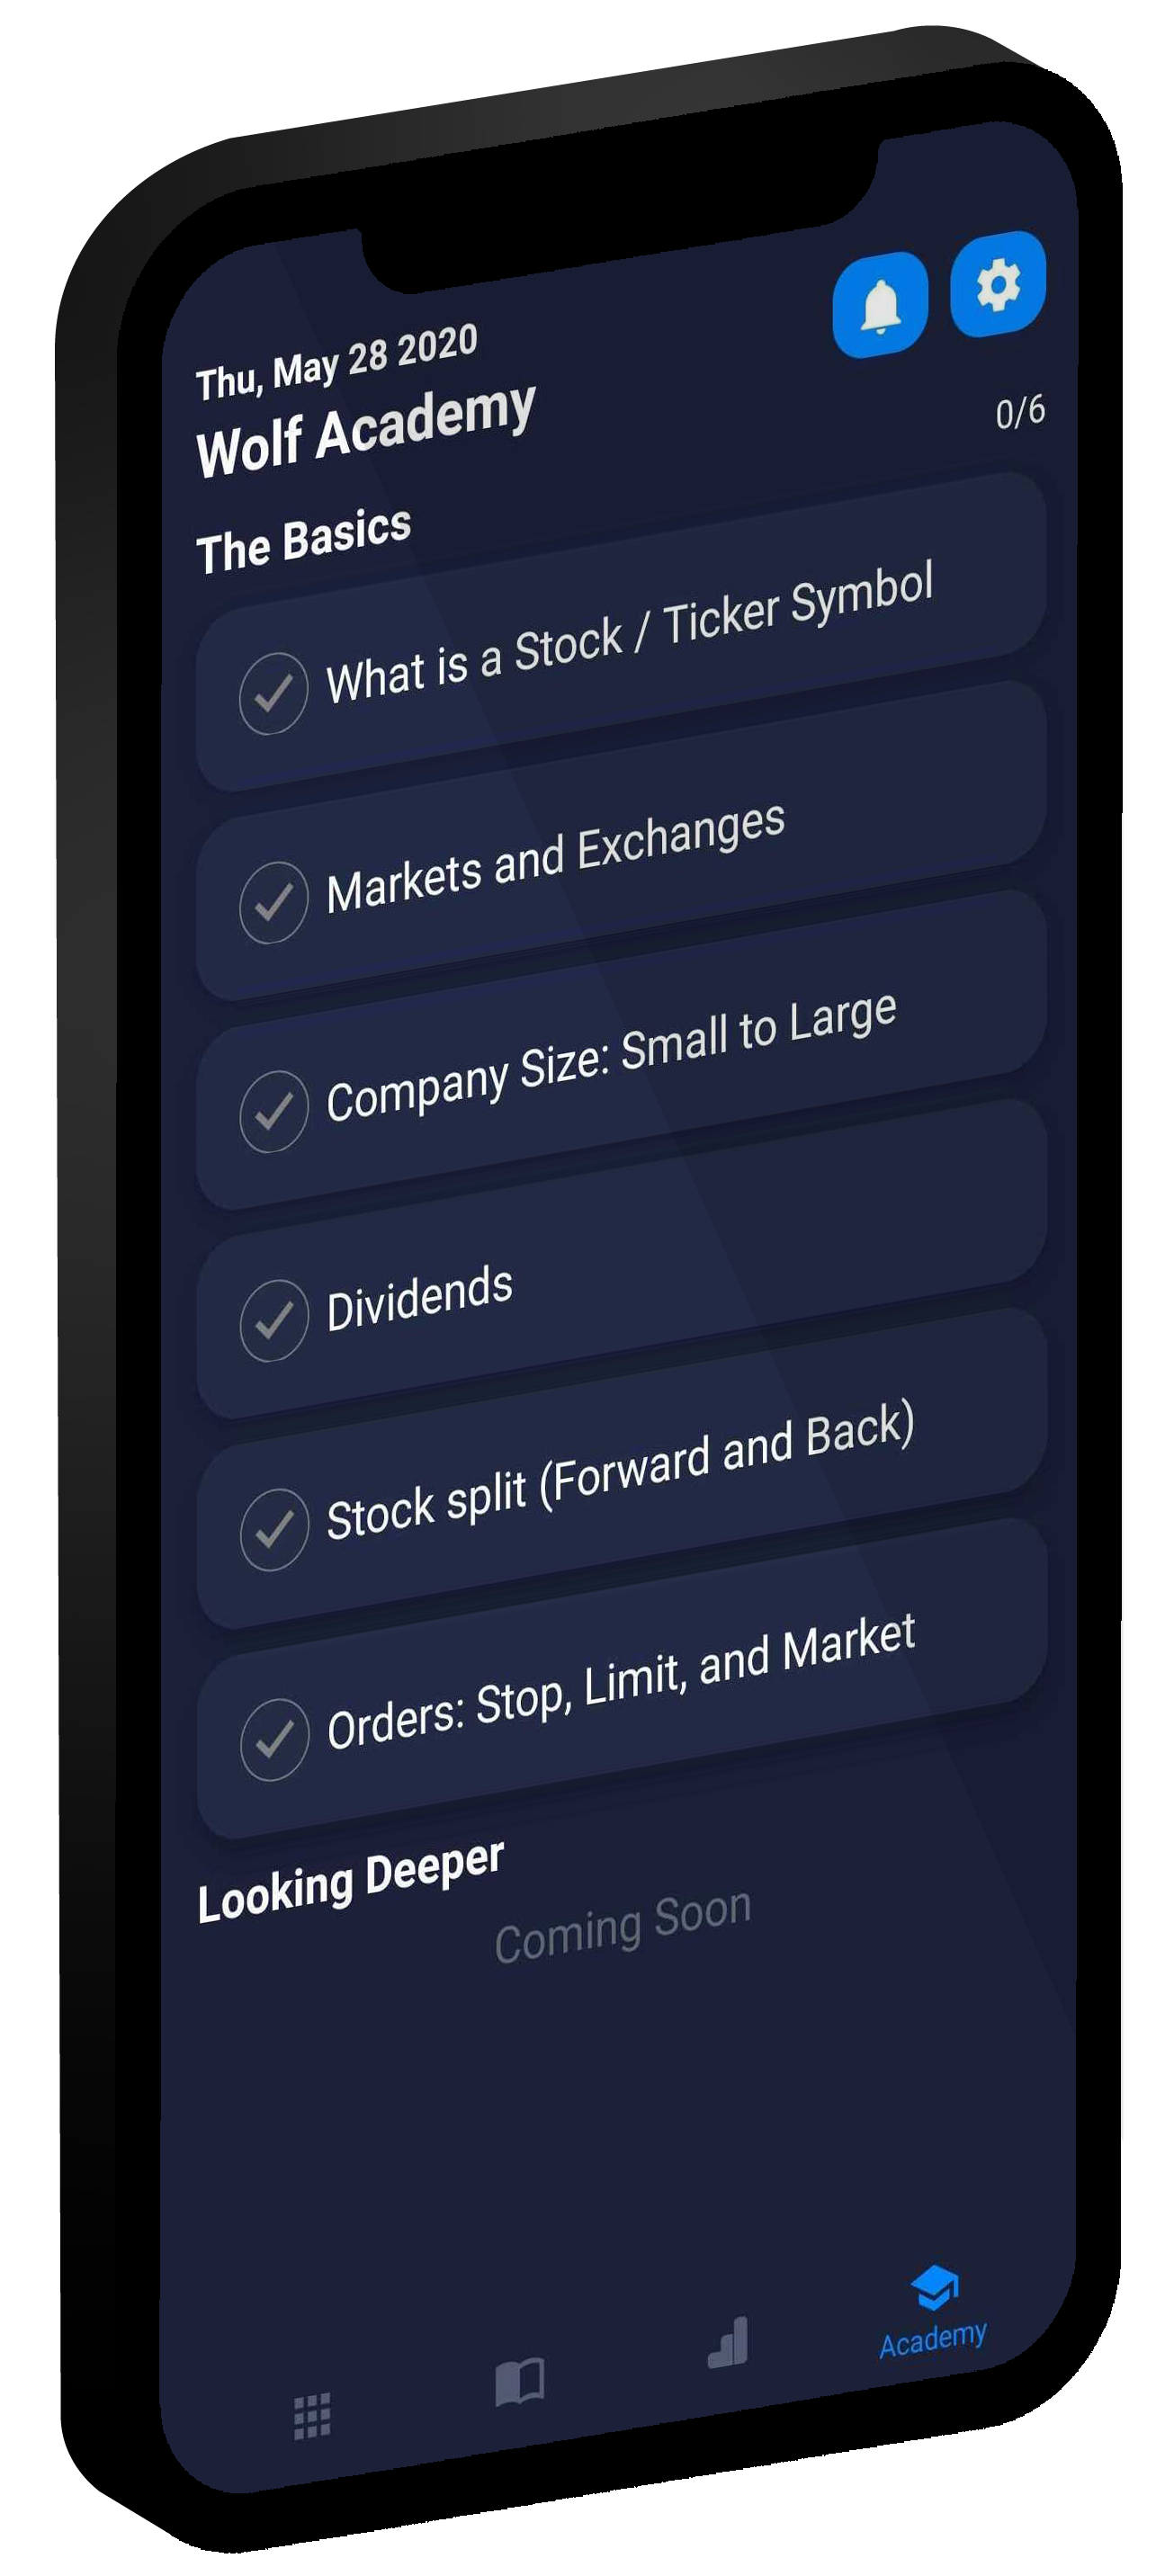 Thu, May 28 2020
Wolf Academy
0/6
The Basics
What is a Stock / Ticker Symbol
Markets and Exchanges
Company Size: Small to Large
Dividends
Stock split (Forward and Back)
Orders: Stop, Limit, and Market
Looking Deeper
Coming Soon
Academy